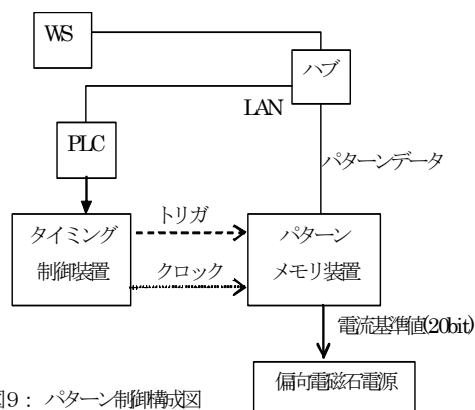 WS
ハブ
LAN
PLC
パターンデータ
トリガ
タイミング
制御装置
パターン
メモリ装置
クロック
電流基準値(20bit)
偏向電磁石電源
図9： パターン制御構成図